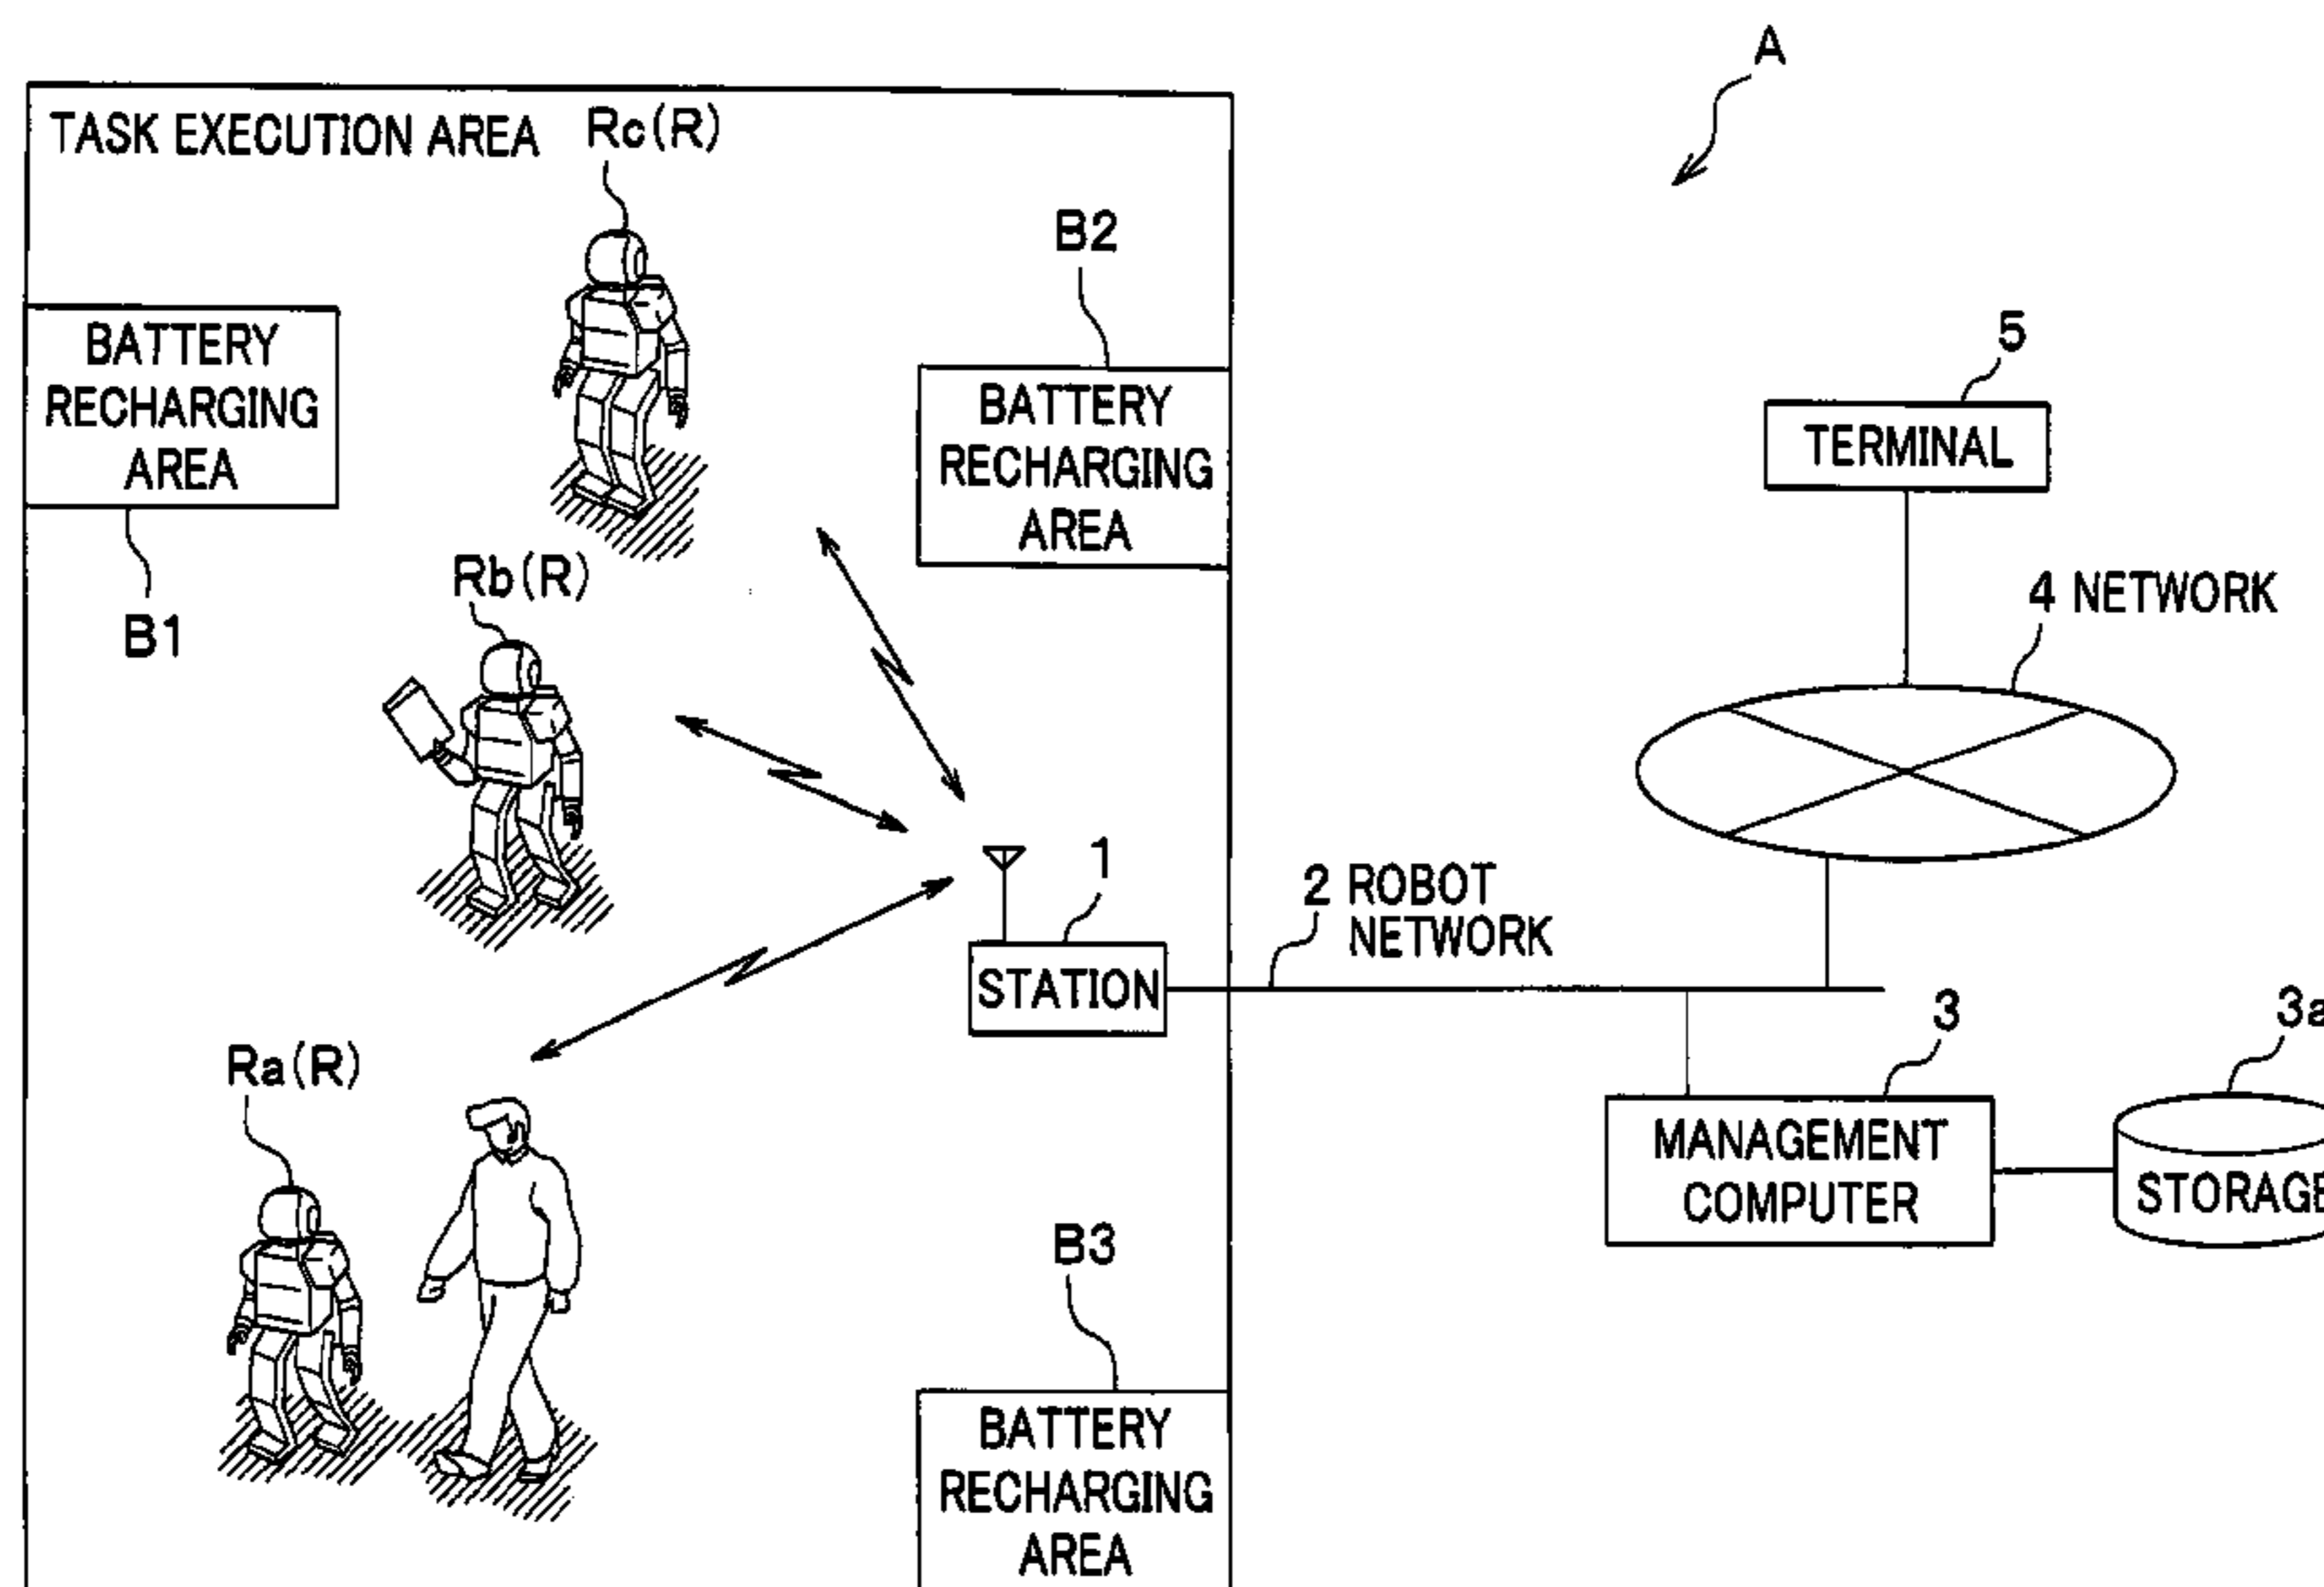 A
TASK EXECUTION AREA
Rc(R)
B2
BATTERY
RECHARGING
AREA
B1
BATTERY
RECHARGING
AREA
5
TERMINAL
Rb(R)
4 NETWORK
1
STATION
2 ROBOT
NETWORK
3
3a
MANAGEMENT
COMPUTER
STORAGE
Ra(R)
B3
BATTERY
RECHARGING
AREA